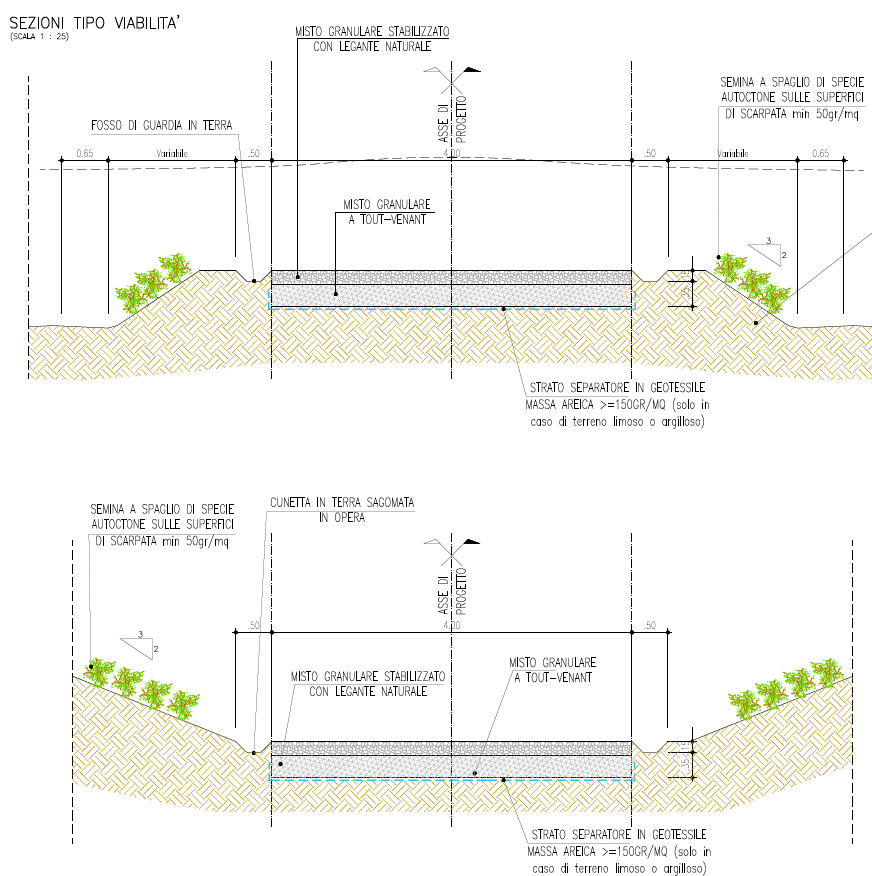 SEZIONI TIPO VIABILITA'
(SCALA 1 : 25)
MISTO GRANULARE STABILIZZATO
CON LEGANTE NATURALE
ASSE DI
PROGETTO
SEMINA A SPAGLIO DI SPECIE
AUTOCTONE SULLE SUPERFICI
DI SCARPATA min 50gr/mq
FOSSO DI GUARDIA IN TERRA
0.65 Variabile .50 4.00 .50 Variabile 0.65
MISTO GRANULARE
A TOUT-VENANT
3
2
STRATO SEPARATORE IN GEOTESSILE
MASSA AREICA >=150GR/MQ (solo in
caso di terreno limoso o argilloso)
SEMINA A SPAGLIO DI SPECIE
AUTOCTONE SULLE SUPERFICI
DI SCARPATA min 50gr/mq
CUNETTA IN TERRA SAGOMATA
IN OPERA
ASSE DI
PROGETTO
.50 4.00 .50
3
2
MISTO GRANULARE STABILIZZATO
CON LEGANTE NATURALE
MISTO GRANULARE
A TOUT-VENANT
STRATO SEPARATORE IN GEOTESSILE
MASSA AREICA >=150GR/MQ (solo in
caso di terreno limoso o argilloso)